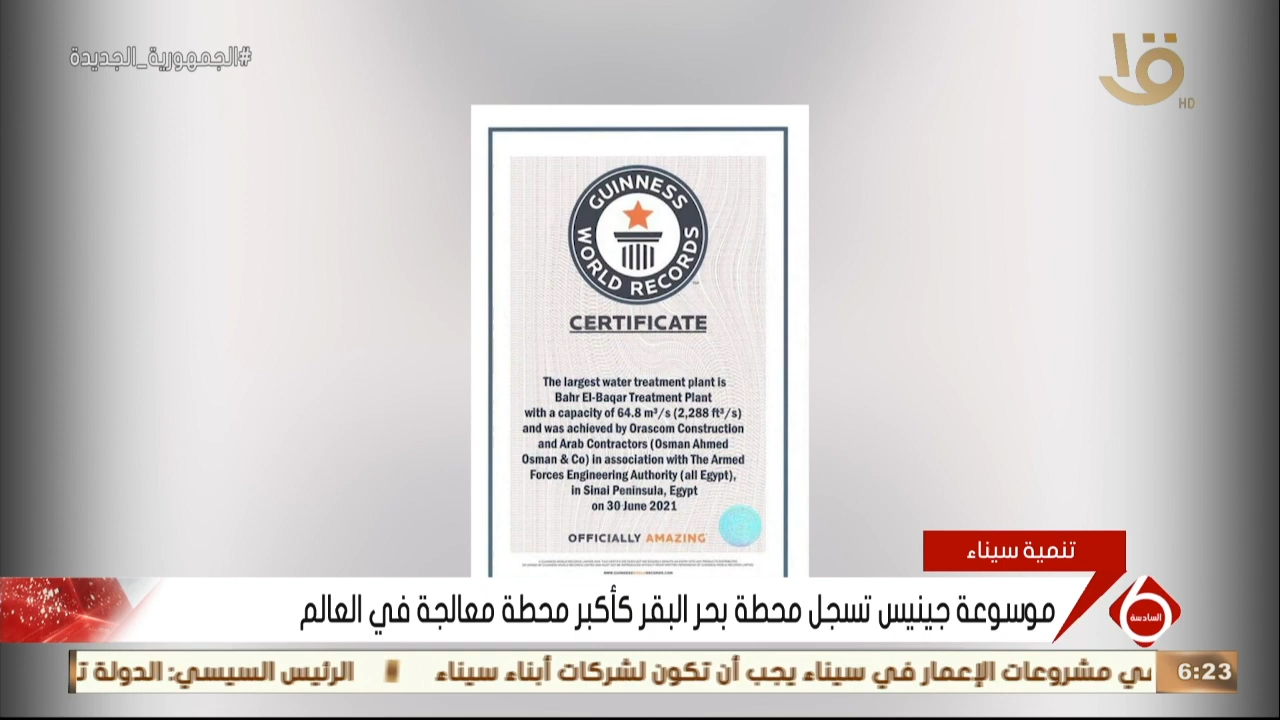 #الجمهورية_الجديدة
HD
GUINNESS
WORLD RECORDS
CERTIFICATE
The largest water treatment plant is
Bahr El-Baqar Treatment Plant
with a capacity of 64.8 m³/s (2,288 ft³/s)
and was achieved by Orascom Construction
and Arab Contractors (Osman Ahmed
Osman & Co) in association with The Armed
Forces Engineering Authority (all Egypt),
in Sinai Peninsula, Egypt
on 30 June 2021
OFFICIALLY AMAZING
تنمية سيناء
السادسة
موسوعة جينيس تسجل محطة بحر البقر كأكبر محطة معالجة في العالم
6:23
مشروعات الإعمار في سيناء يجب أن تكون لشركات أبناء سيناء الرئيس السيسي: الدولة